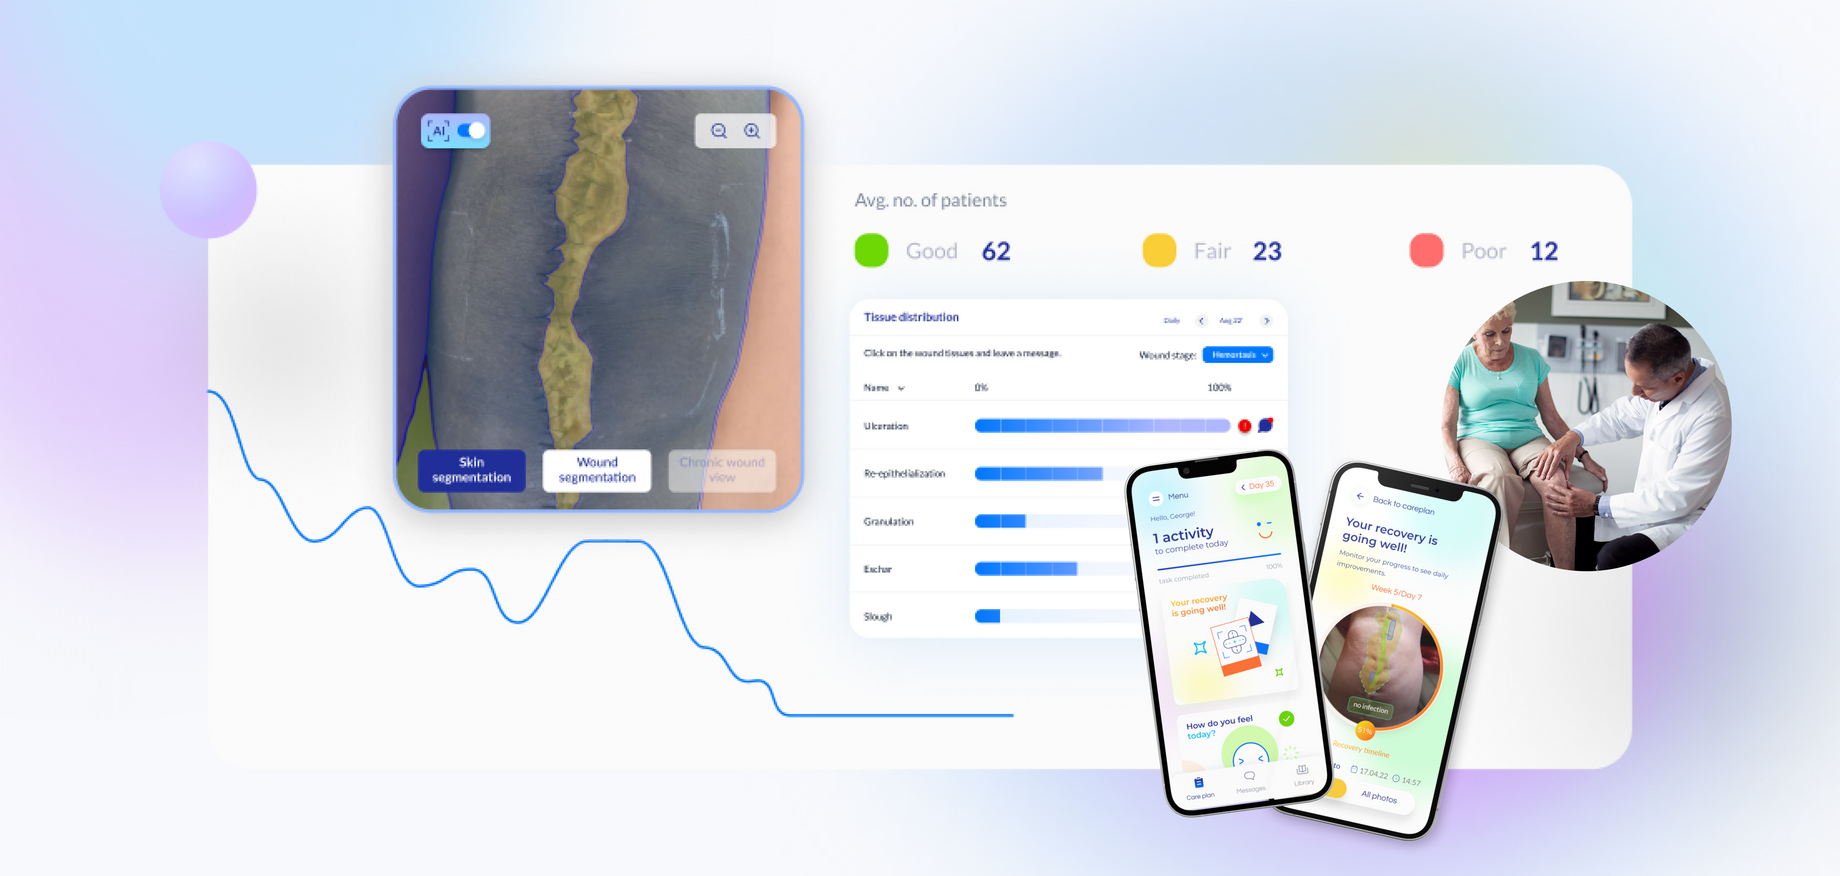 AI
Skin
segmentation
Wound
segmentation
Chronic wound
view
Avg. no. of patients
Good 62
Fair 23
Poor 12
Tissue distribution
Daily
Aug 22'
Click on the wound tissues and leave a message.
Wound stage: Hemostasis
Name 0% 100%
Ulceration
Re-epithelialization
Granulation
Eschar
Slough
Menu
Day 35
Hello, George!
1 activity
to complete today
task completed 100%
Your recovery
is going well!
How do you feel
today?
Care plan
Messages
Library
Back to careplan
Your recovery is
going well!
Monitor your progress to see daily
improvements.
Week 5/Day 7
no infection
51%
Recovery timeline
to 17.04.22 14:57
All photos